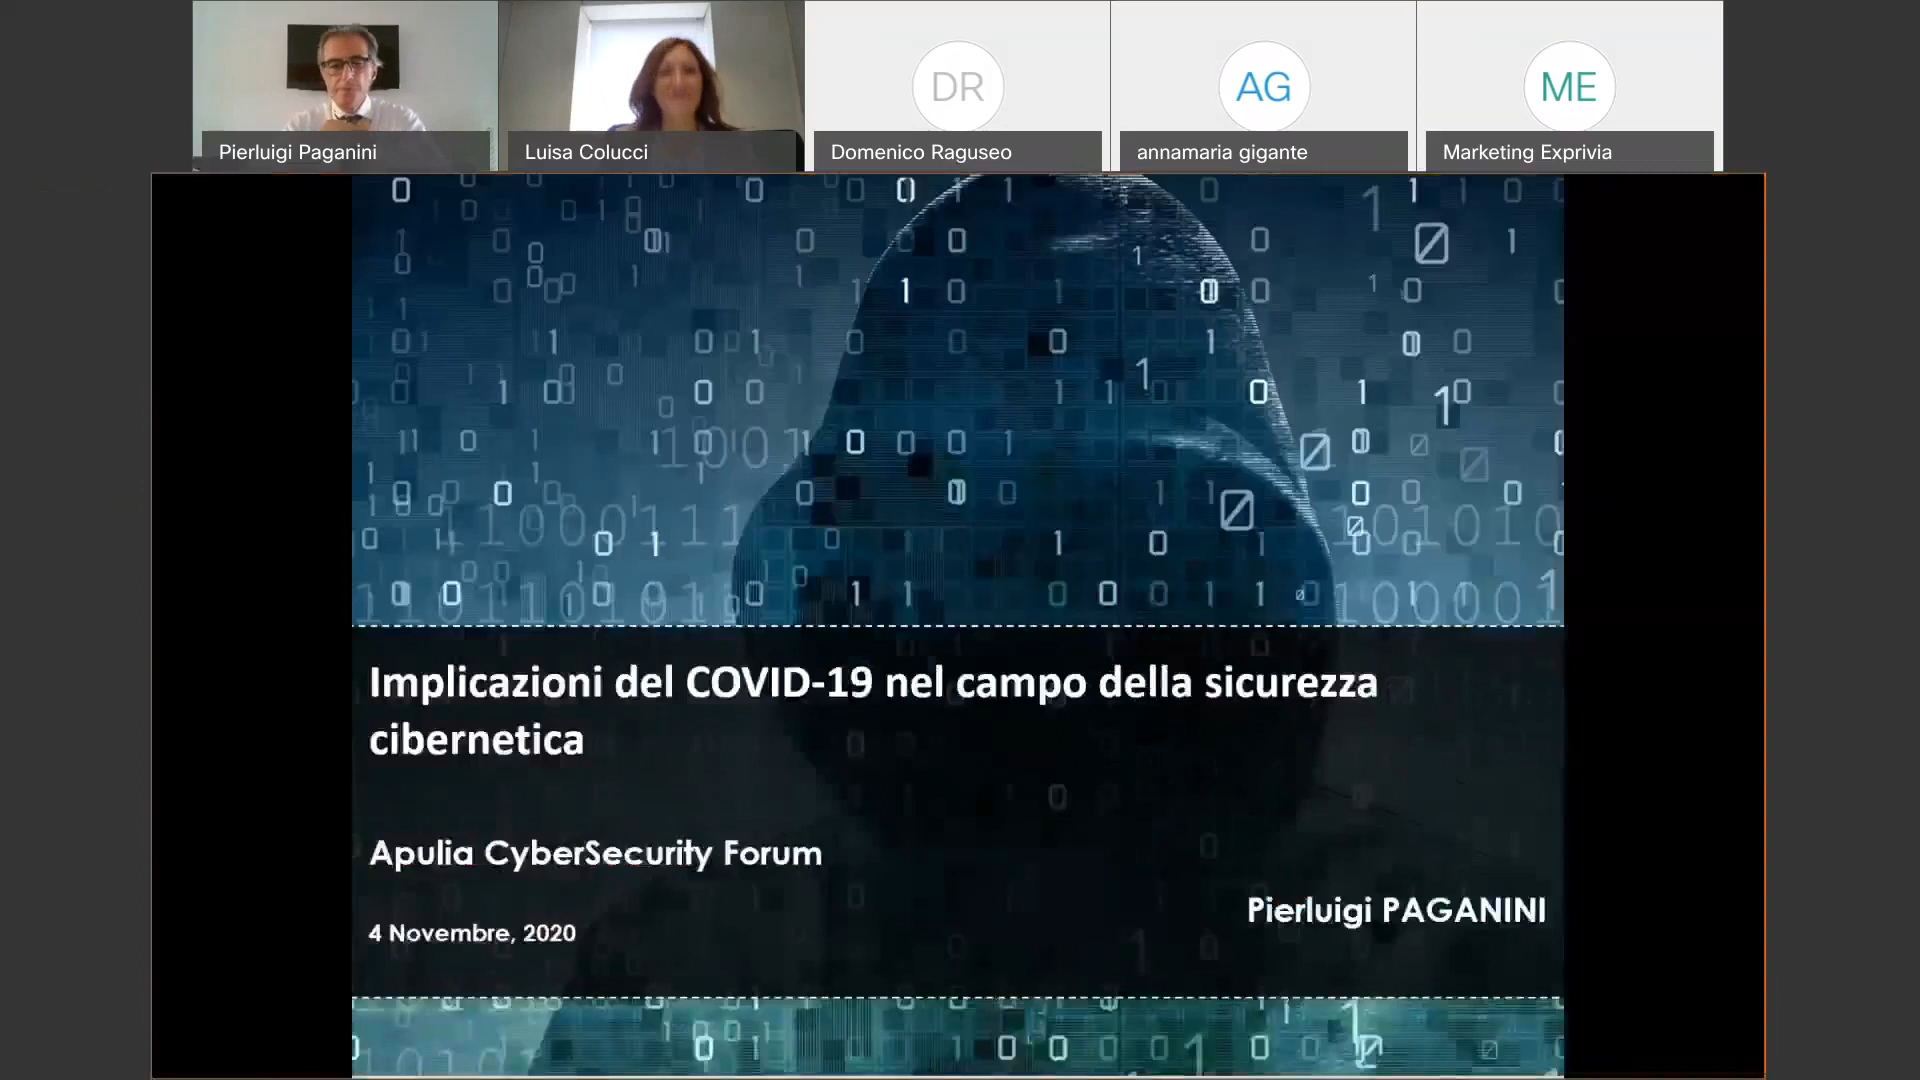 Pierluigi Paganini
Luisa Colucci
DR
Domenico Raguseo
AG
annamaria gigante
ME
Marketing Exprivia
Implicazioni del COVID-19 nel campo della sicurezza
cibernetica
Apulia CyberSecurity Forum
Pierluigi PAGANINI
4 Novembre, 2020